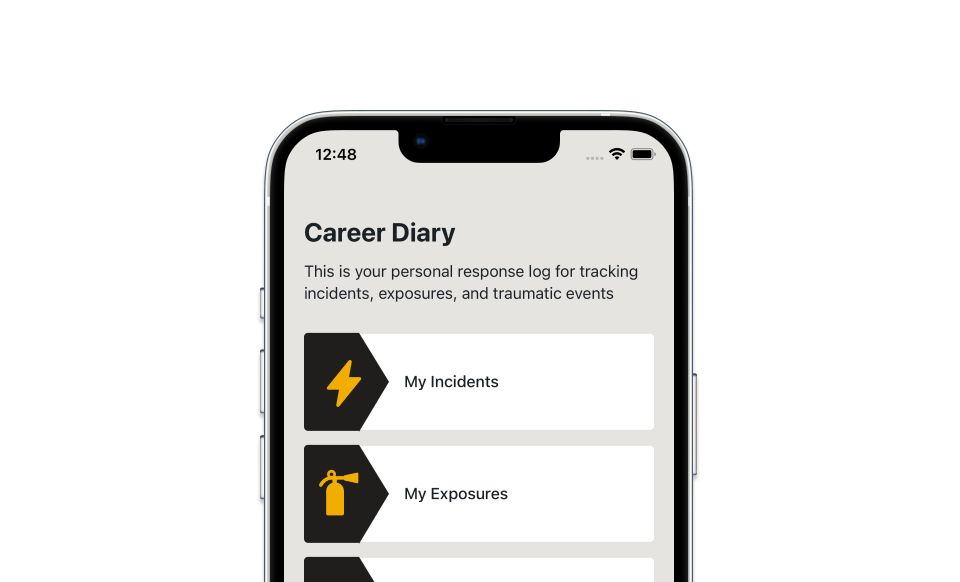 12:48
Career Diary
This is your personal response log for tracking
incidents, exposures, and traumatic events
My Incidents
My Exposures